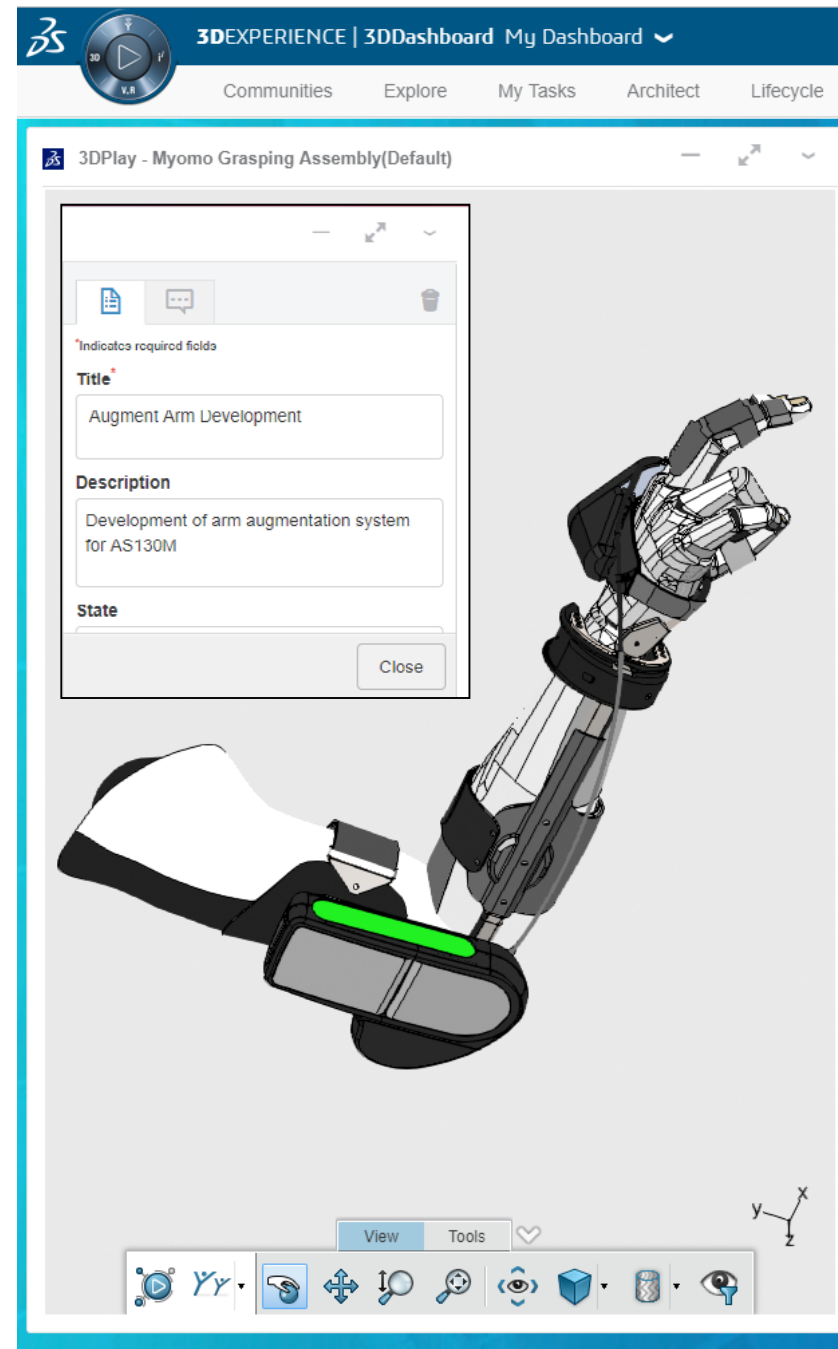 3DEXPERIENCE | 3DDashboard My Dashboard
3D V.R
Communities Explore My Tasks Architect Lifecycle
3DPlay - Myomo Grasping Assembly(Default)
*Indicates required fields
Title*
Augment Arm Development
Description
Development of arm augmentation system
for AS130M
State
Close
x
y
z
View Tools